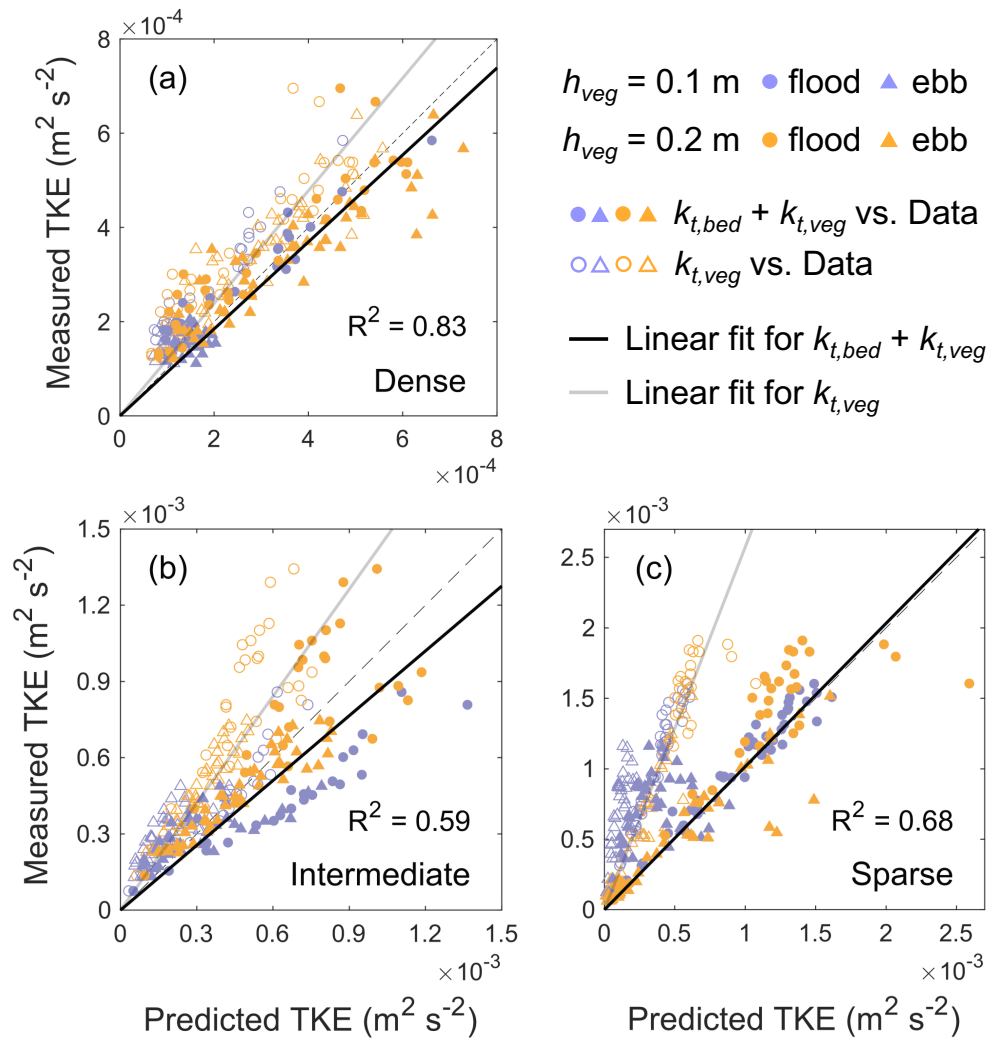 ×10⁻⁴
8
(a)
6
4
2
0
R² = 0.83
Dense
0 2 4 6 8
×10⁻⁴
Measured TKE (m² s⁻²)
h_veg = 0.1 m flood ebb
h_veg = 0.2 m flood ebb
k_t,bed + k_t,veg vs. Data
k_t,veg vs. Data
Linear fit for k_t,bed + k_t,veg
Linear fit for k_t,veg
×10⁻³
1.5
(b)
1.2
0.9
0.6
0.3
0
R² = 0.59
Intermediate
0 0.3 0.6 0.9 1.2 1.5
×10⁻³
Measured TKE (m² s⁻²)
Predicted TKE (m² s⁻²)
×10⁻³
2.5
(c)
2
1.5
1
0.5
0
R² = 0.68
Sparse
0 0.5 1 1.5 2 2.5
×10⁻³
Predicted TKE (m² s⁻²)